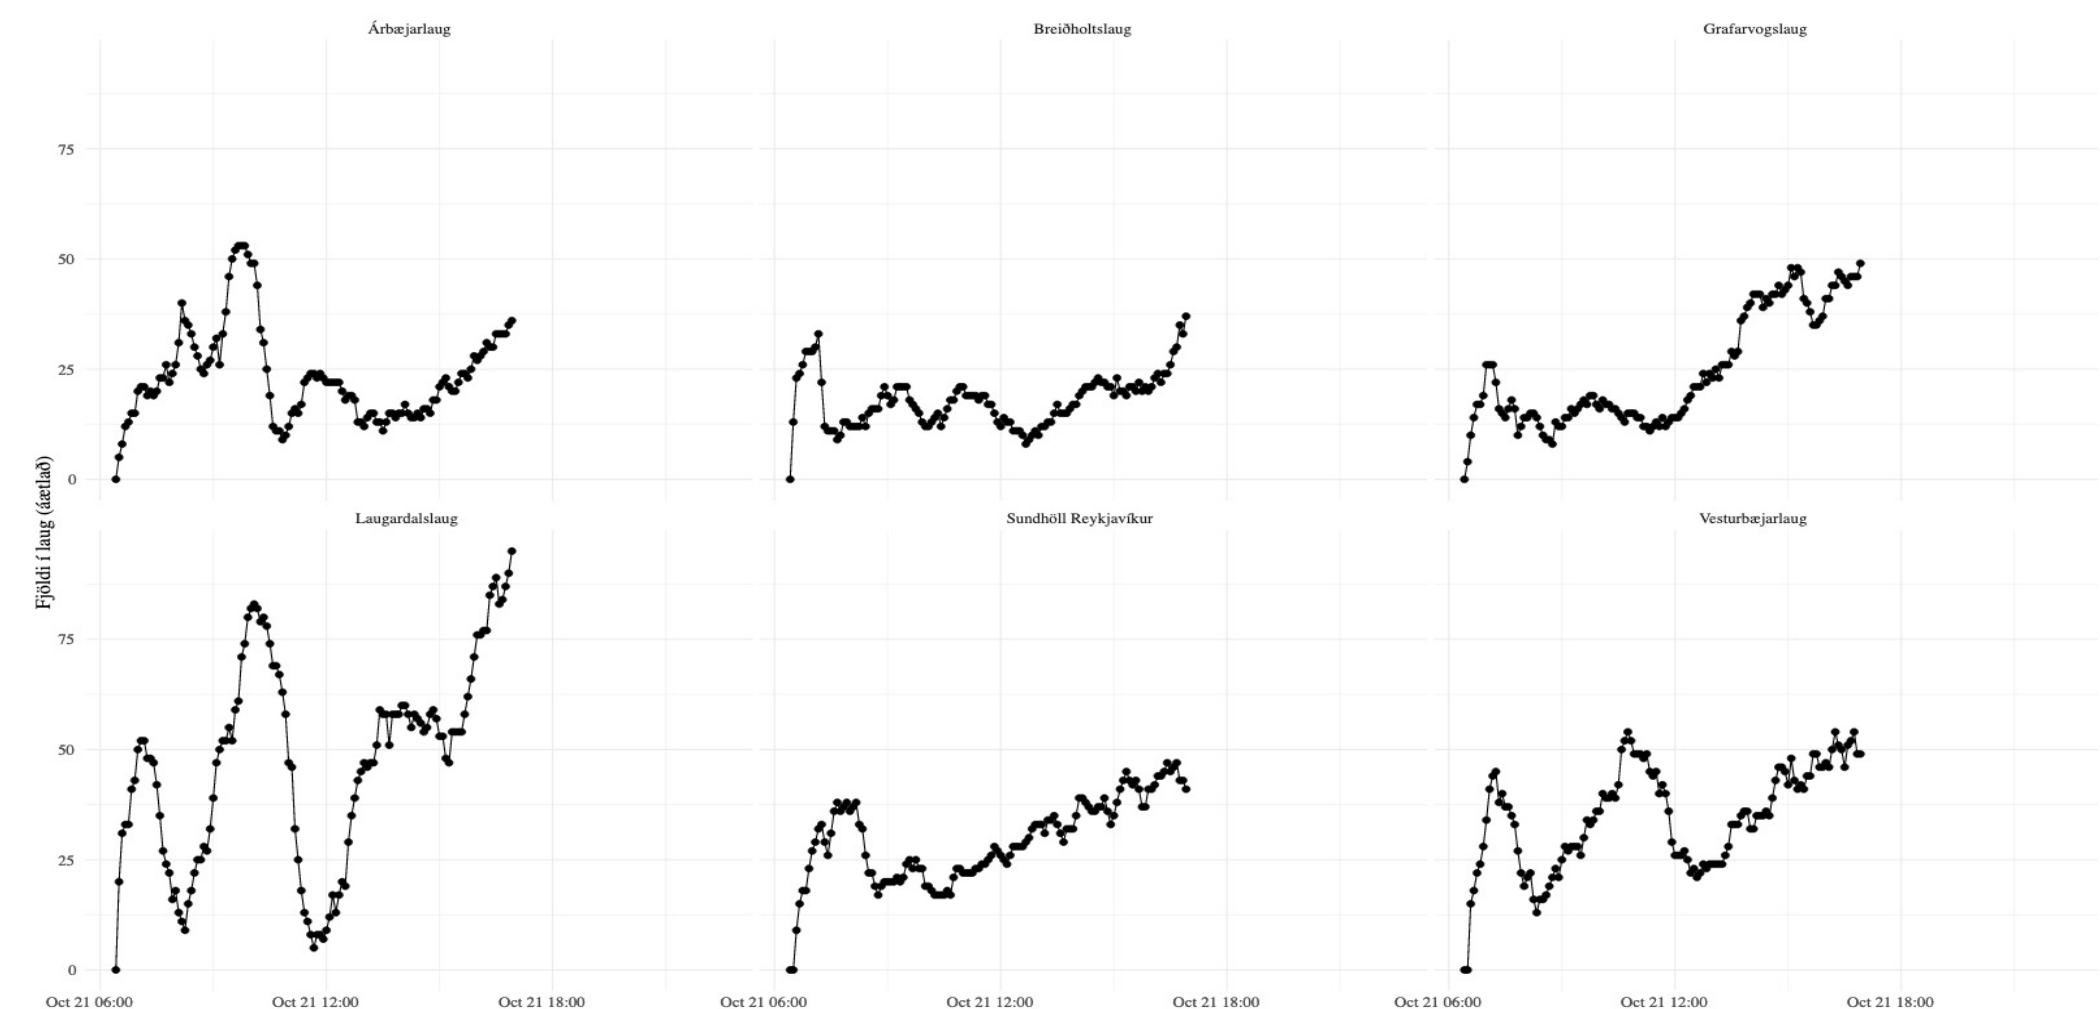 Árbæjarlaug
Breiðholtslaug
Grafarvogslaug
75
50
25
0
Fjöldi í laug (áætlað)
Laugardalslaug
Sundhöll Reykjavíkur
Vesturbæjarlaug
75
50
25
0
Oct 21 06:00
Oct 21 12:00
Oct 21 18:00
Oct 21 06:00
Oct 21 12:00
Oct 21 18:00
Oct 21 06:00
Oct 21 12:00
Oct 21 18:00